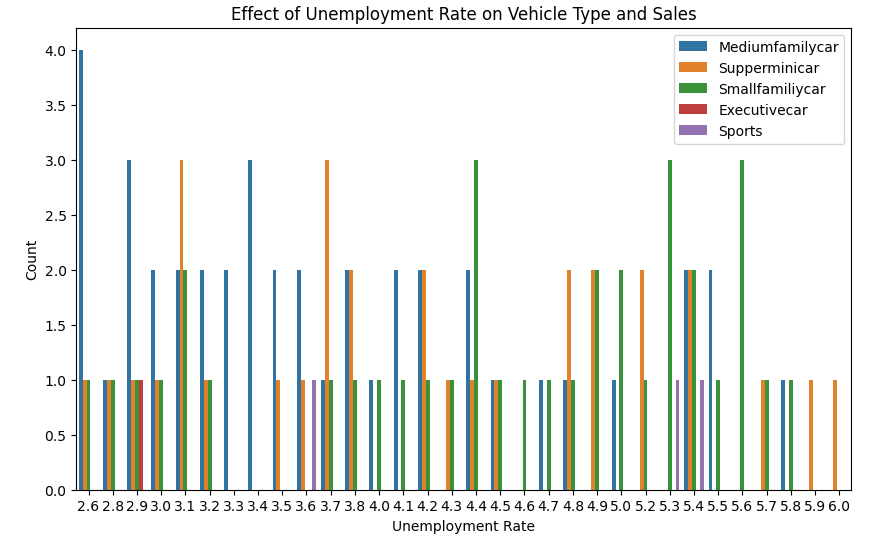 Effect of Unemployment Rate on Vehicle Type and Sales
Mediumfamilycar
Supperminicar
Smallfamiliycar
Executivecar
Sports
Count
4.0
3.5
3.0
2.5
2.0
1.5
1.0
0.5
0.0
2.6 2.8 2.9 3.0 3.1 3.2 3.3 3.4 3.5 3.6 3.7 3.8 4.0 4.1 4.2 4.3 4.4 4.5 4.6 4.7 4.8 4.9 5.0 5.2 5.3 5.4 5.5 5.6 5.7 5.8 5.9 6.0
Unemployment Rate